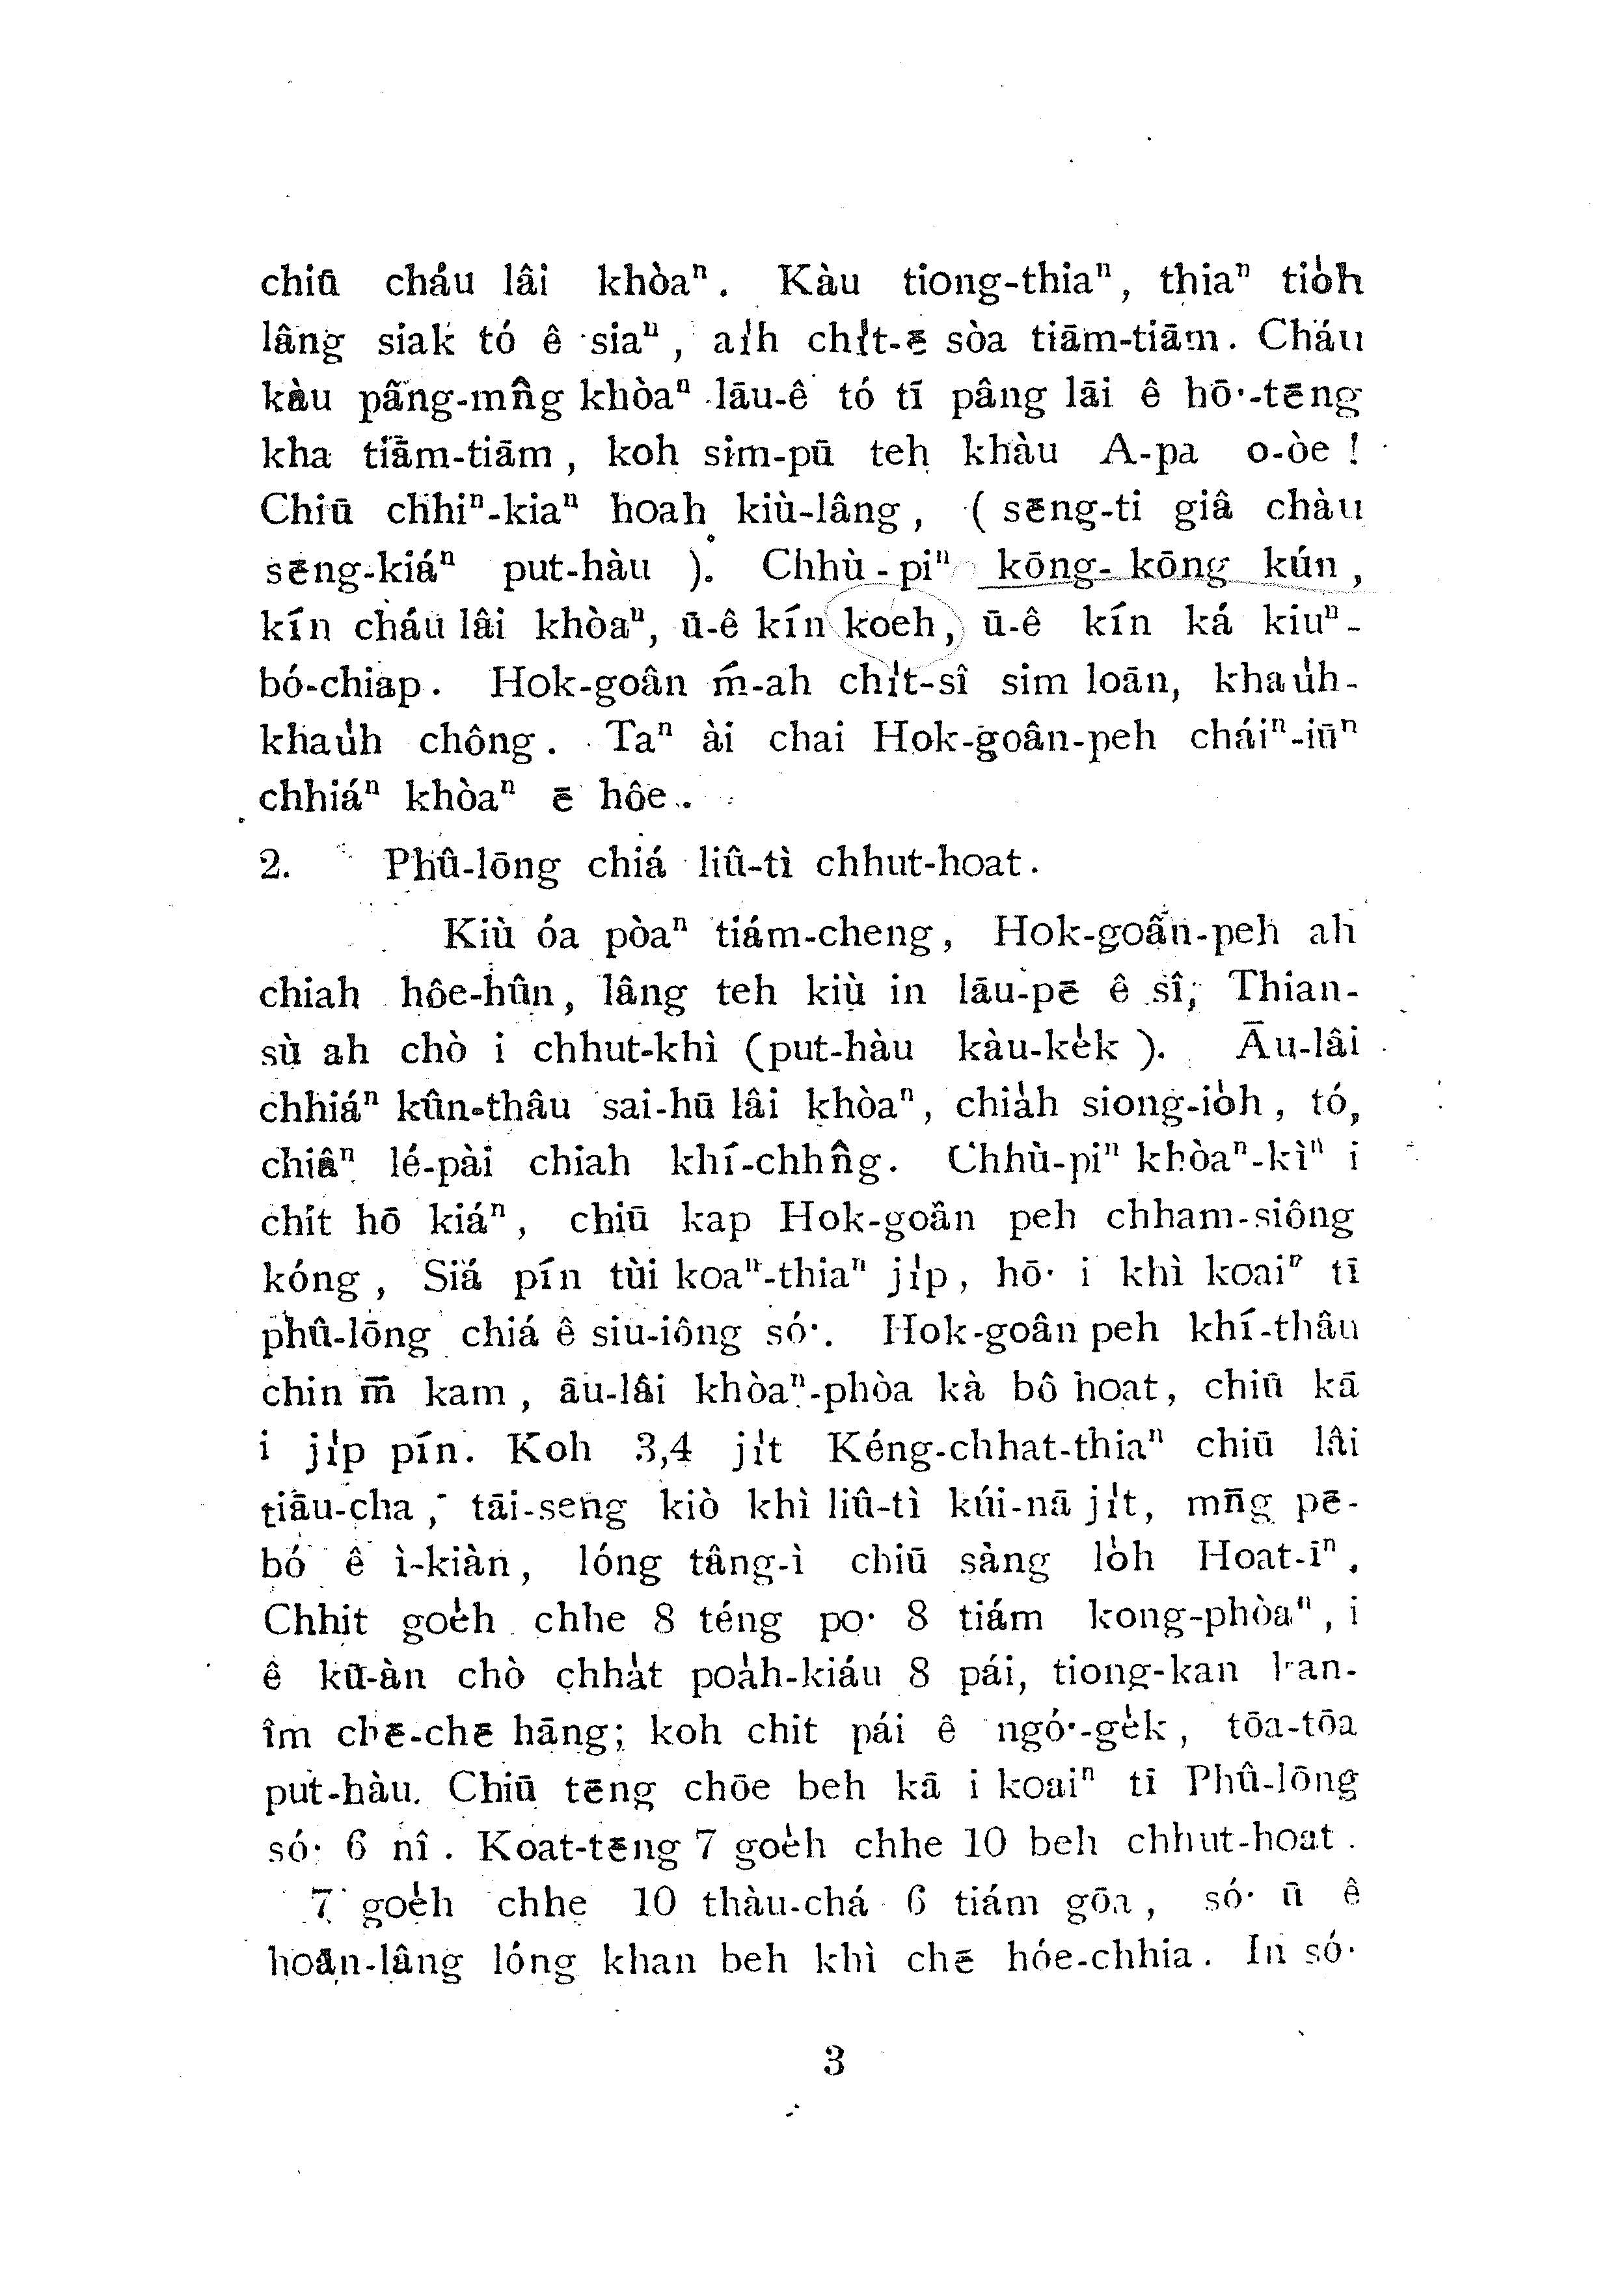 chiū cháu lâi khòaⁿ. Kàu tiong-thiaⁿ, thiaⁿ tio̍h
lâng siak tó ê siaⁿ, ai̍h chi̍t-ē sòa tiām-tiām. Cháu
kàu pâng-mn̂g khòaⁿ lāu-ê tó tī pâng lāi ê hō͘-tēng
kha tiām-tiām, koh sim-pū teh khàu A-pa o-òe!
Chiū chhiⁿ-kiaⁿ hoah kiù-lâng, ( sēng-ti giâ chàu
sēng-kiáⁿ put-hàu ). Chhù-piⁿ kōng-kōng kún,
kín cháu lâi khòaⁿ, ū-ê kín koeh, ū-ê kín ká kiuⁿ-
bó-chiap. Hok-goân ḿ-ah chi̍t-sî sim loān, khau̍h-
khau̍h chông. Taⁿ ài chai Hok-goân-peh cháiⁿ-iūⁿ
chhiáⁿ khòaⁿ ē hôe.
2. Phû-lōng chiá liû-tì chhut-hoat.
Kiù óa pòaⁿ tiám-cheng, Hok-goân-peh ah
chiah hôe-hûn, lâng teh kiù in lāu-pē ê sî, Thian-
sù ah chò i chhut-khì (put-hàu kàu-ke̍k ). Āu-lâi
chhiáⁿ kûn-thâu sai-hū lâi khòaⁿ, chia̍h siong-io̍h, tó,
chiâⁿ lé-pài chiah khí-chhn̂g. Chhù-piⁿ khòaⁿ-kìⁿ i
chit hō kiáⁿ, chiū kap Hok-goân peh chham-siông
kóng, Siá pín tùi koaⁿ-thiaⁿ ji̍p, hō͘ i khì koaiⁿ tī
phû-lōng chiá ê siu-iông só͘. Hok-goân peh khí-thâu
chin m̄ kam, āu-lâi khòaⁿ-phòa kà bô hoat, chiū kā
i ji̍p pín. Koh 3,4 ji̍t Kéng-chhat-thiaⁿ chiū lâi
tiāu-cha, tāi-seng kiò khì liû-tì kúi-nā ji̍t, mn̄g pē-
bó ê ì-kiàn, lóng tâng-ì chiū sàng lo̍h Hoat-īⁿ.
Chhit goe̍h chhe 8 téng po͘ 8 tiám kong-phòaⁿ, i
ê kū-àn chò chha̍t poa̍h-kiáu 8 pái, tiong-kan kan-
îm chē-chē hāng; koh chit pái ê ngó͘-ge̍k, tōa-tōa
put-hàu. Chiū tēng chōe beh kā i koaiⁿ tī Phû-lōng
só͘ 6 nî. Koat-tēng 7 goe̍h chhe 10 beh chhut-hoat.
7 goe̍h chhe 10 thàu-chá 6 tiám gōa, só͘ ū ê
hoān-lâng lóng khan beh khì chē hóe-chhia. In só͘
3